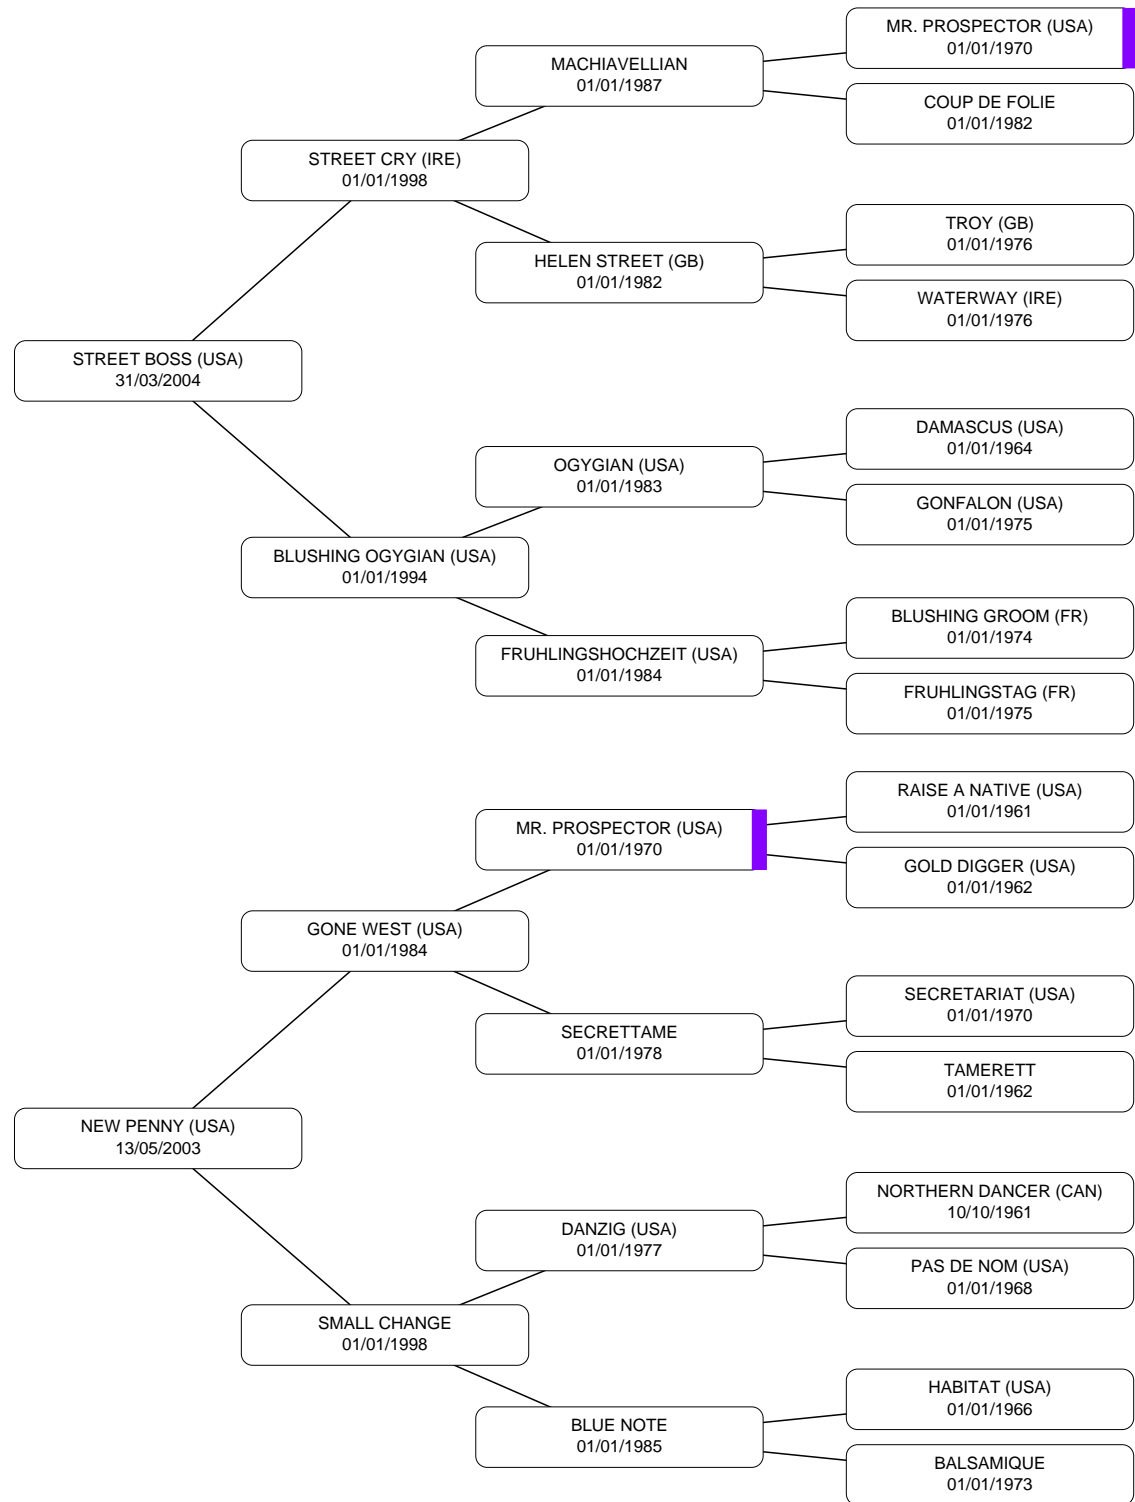 MR. PROSPECTOR (USA)
01/01/1970
MACHIAVELLIAN
01/01/1987
COUP DE FOLIE
01/01/1982
STREET CRY (IRE)
01/01/1998
TROY (GB)
01/01/1976
HELEN STREET (GB)
01/01/1982
WATERWAY (IRE)
01/01/1976
STREET BOSS (USA)
31/03/2004
DAMASCUS (USA)
01/01/1964
OGYGIAN (USA)
01/01/1983
GONFALON (USA)
01/01/1975
BLUSHING OGYGIAN (USA)
01/01/1994
BLUSHING GROOM (FR)
01/01/1974
FRUHLINGSHOCHZEIT (USA)
01/01/1984
FRUHLINGSTAG (FR)
01/01/1975
RAISE A NATIVE (USA)
01/01/1961
MR. PROSPECTOR (USA)
01/01/1970
GOLD DIGGER (USA)
01/01/1962
GONE WEST (USA)
01/01/1984
SECRETARIAT (USA)
01/01/1970
SECRETTAME
01/01/1978
TAMERETT
01/01/1962
NEW PENNY (USA)
13/05/2003
NORTHERN DANCER (CAN)
10/10/1961
DANZIG (USA)
01/01/1977
PAS DE NOM (USA)
01/01/1968
SMALL CHANGE
01/01/1998
HABITAT (USA)
01/01/1966
BLUE NOTE
01/01/1985
BALSAMIQUE
01/01/1973